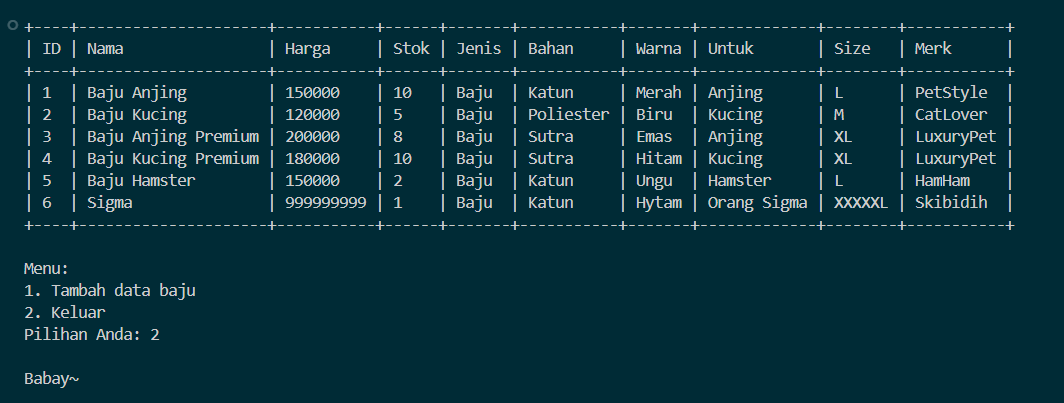 +----+---------------------+-----------+------+-------+-----------+-------+-------------+--------+-----------+
| ID | Nama                | Harga     | Stok | Jenis | Bahan     | Warna | Untuk       | Size   | Merk      |
+----+---------------------+-----------+------+-------+-----------+-------+-------------+--------+-----------+
| 1  | Baju Anjing         | 150000    | 10   | Baju  | Katun     | Merah | Anjing      | L      | PetStyle  |
| 2  | Baju Kucing         | 120000    | 5    | Baju  | Poliester | Biru  | Kucing      | M      | CatLover  |
| 3  | Baju Anjing Premium | 200000    | 8    | Baju  | Sutra     | Emas  | Anjing      | XL     | LuxuryPet |
| 4  | Baju Kucing Premium | 180000    | 10   | Baju  | Sutra     | Hitam | Kucing      | XL     | LuxuryPet |
| 5  | Baju Hamster        | 150000    | 2    | Baju  | Katun     | Ungu  | Hamster     | L      | HamHam    |
| 6  | Sigma               | 999999999 | 1    | Baju  | Katun     | Hytam | Orang Sigma | XXXXXL | Skibidih  |
+----+---------------------+-----------+------+-------+-----------+-------+-------------+--------+-----------+
Menu:
1. Tambah data baju
2. Keluar
Pilihan Anda: 2
Babay~